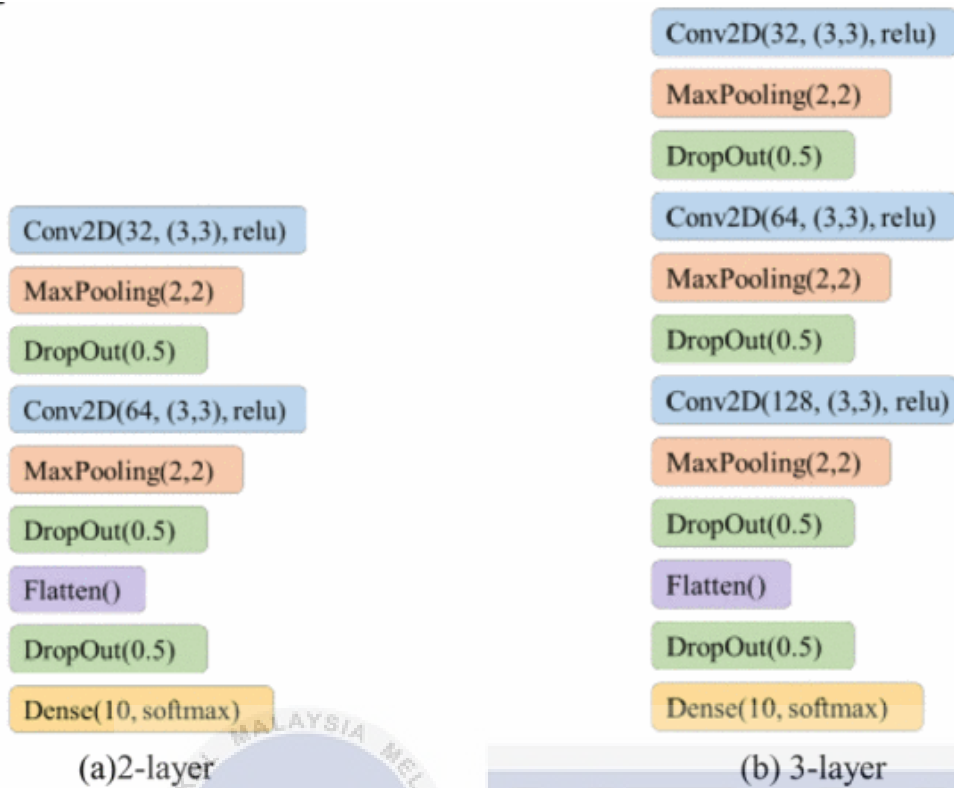 Conv2D(32, (3,3), relu)
MaxPooling(2,2)
DropOut(0.5)
Conv2D(64, (3,3), relu)
MaxPooling(2,2)
DropOut(0.5)
Flatten()
DropOut(0.5)
Dense(10, softmax)
(a)2-layer
Conv2D(32, (3,3), relu)
MaxPooling(2,2)
DropOut(0.5)
Conv2D(64, (3,3), relu)
MaxPooling(2,2)
DropOut(0.5)
Conv2D(128, (3,3), relu)
MaxPooling(2,2)
DropOut(0.5)
Flatten()
DropOut(0.5)
Dense(10, softmax)
(b) 3-layer
MALAYSIA